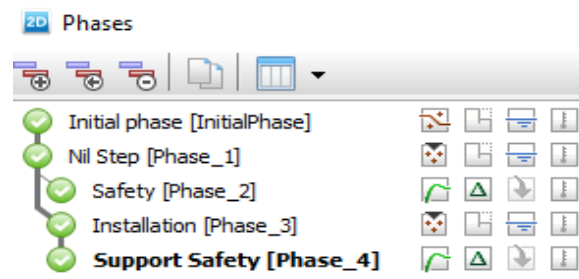 2D Phases
Initial phase [InitialPhase]
Nil Step [Phase_1]
Safety [Phase_2]
Installation [Phase_3]
Support Safety [Phase_4]